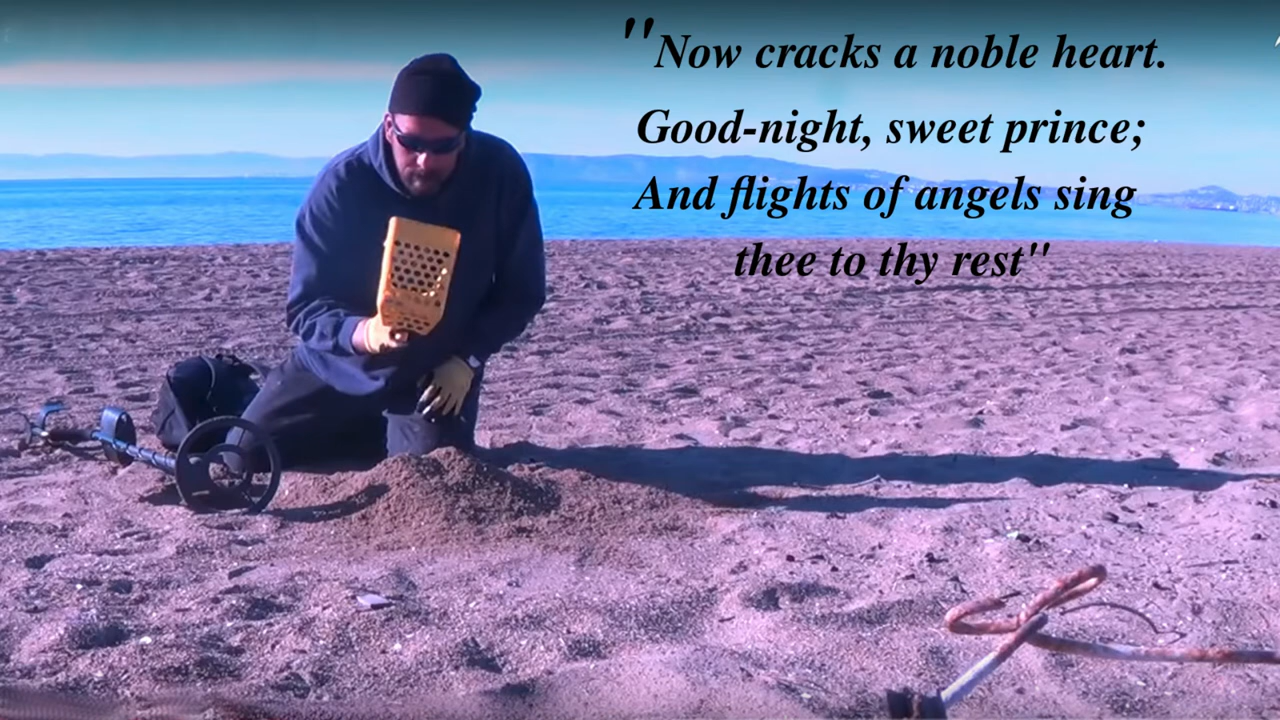 "Now cracks a noble heart.
Good-night, sweet prince;
And flights of angels sing
thee to thy rest"